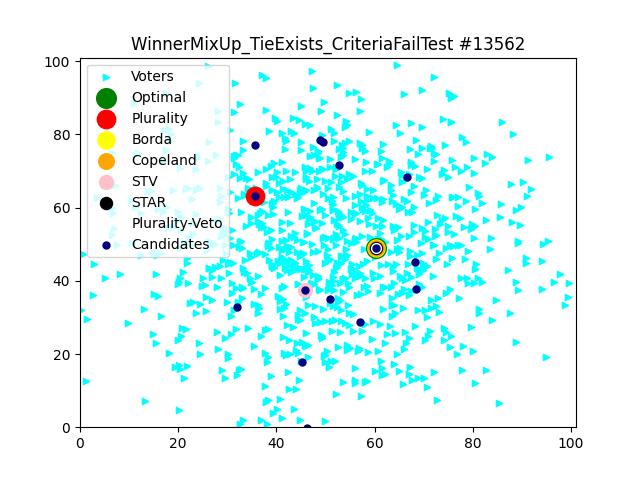 WinnerMixUp_TieExists_CriteriaFailTest #13562
Voters
Optimal
Plurality
Borda
Copeland
STV
STAR
Plurality-Veto
Candidates
100
80
60
40
20
0
0 20 40 60 80 100